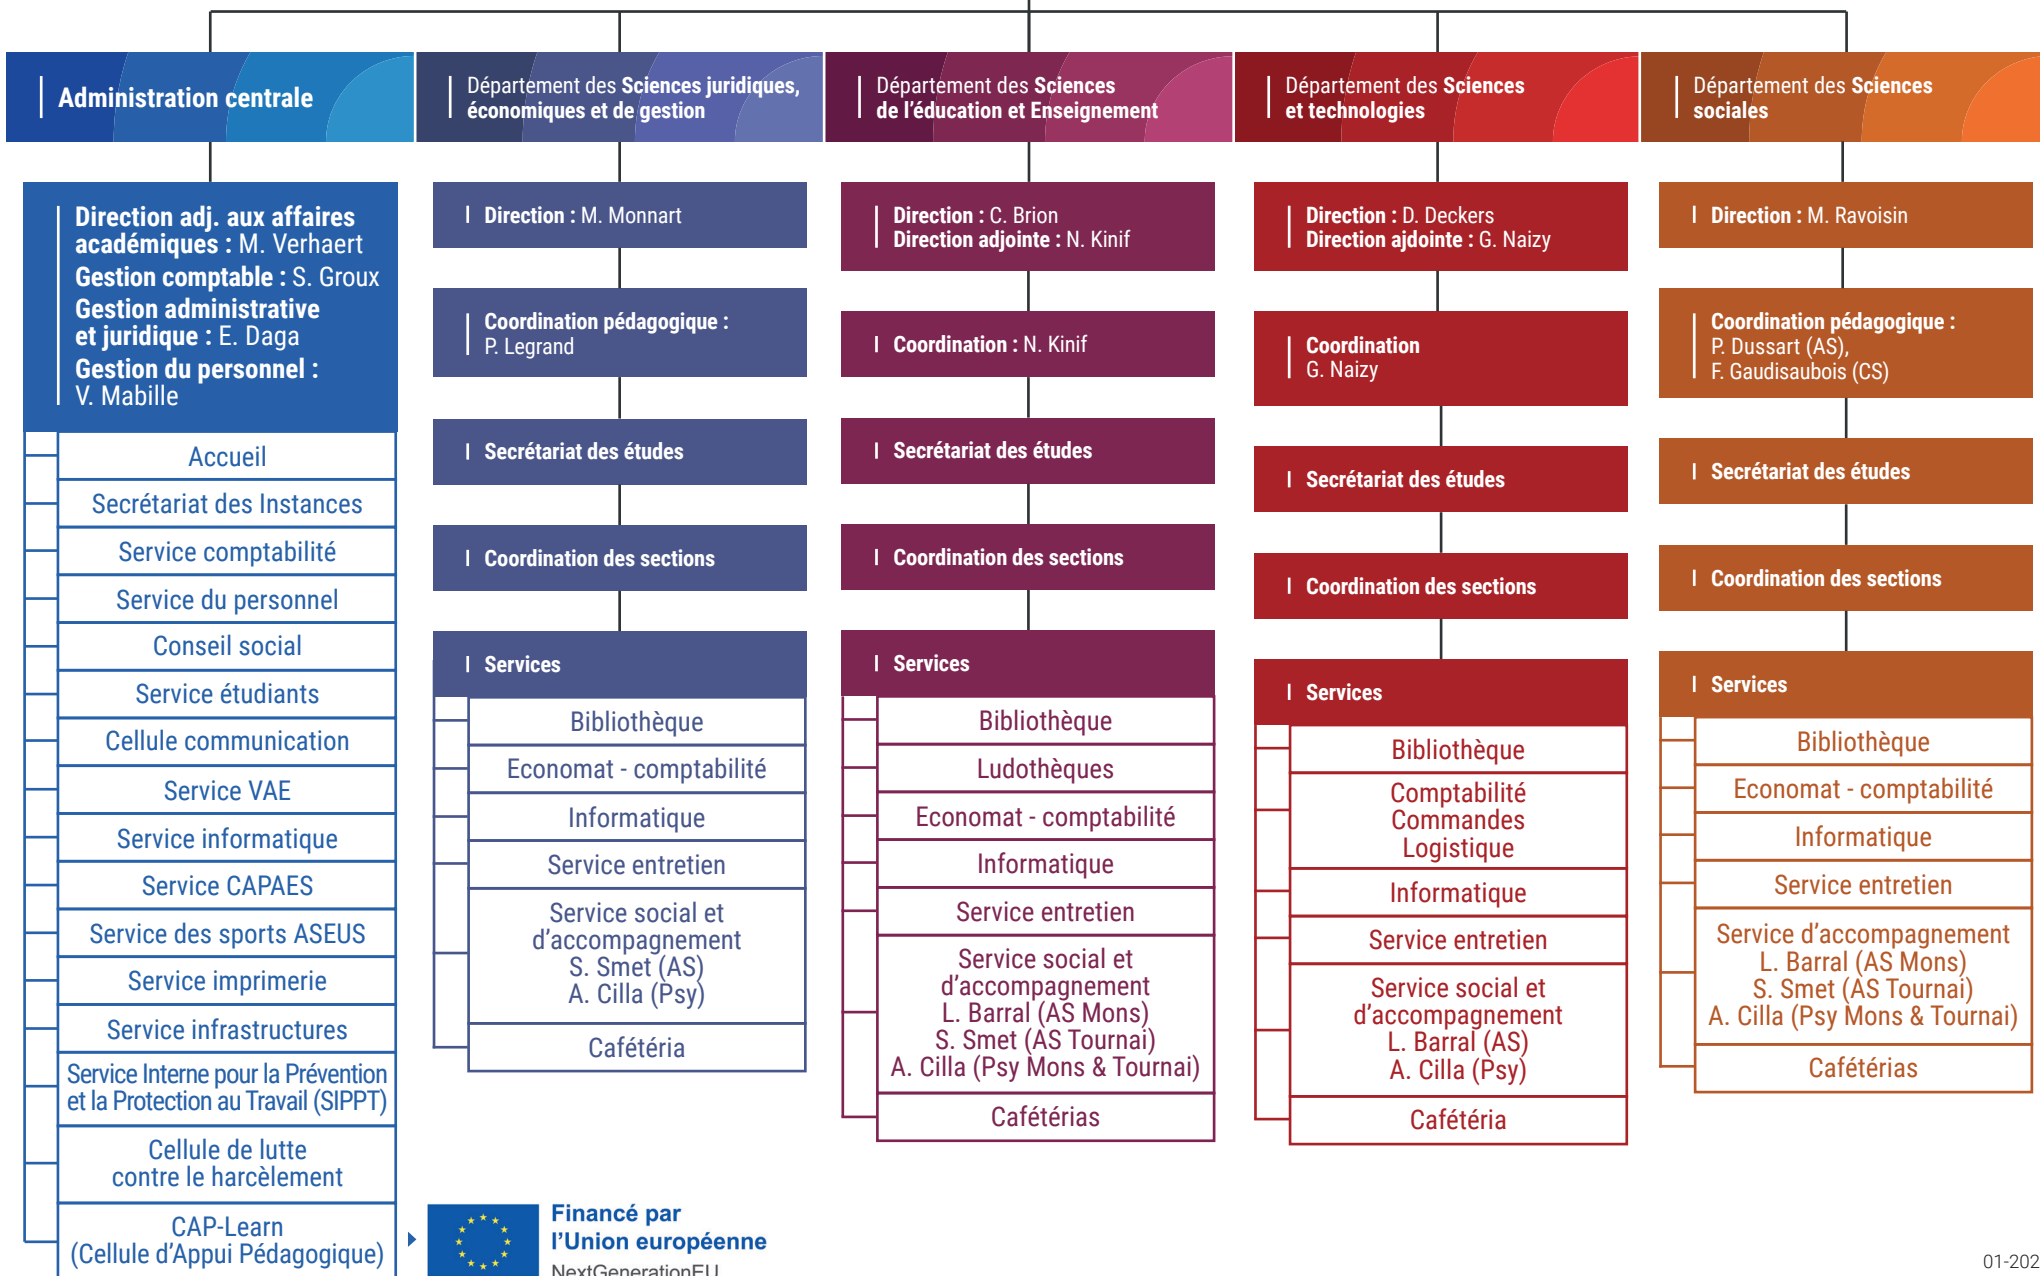 Administration centrale
Département des Sciences juridiques,
économiques et de gestion
Département des Sciences
de l'éducation et Enseignement
Département des Sciences
et technologies
Département des Sciences
sociales
Direction adj. aux affaires
académiques : M. Verhaert
Gestion comptable : S. Groux
Gestion administrative
et juridique : E. Daga
Gestion du personnel :
V. Mabille
Accueil
Secrétariat des Instances
Service comptabilité
Service du personnel
Conseil social
Service étudiants
Cellule communication
Service VAE
Service informatique
Service CAPAES
Service des sports ASEUS
Service imprimerie
Service infrastructures
Service Interne pour la Prévention
et la Protection au Travail (SIPPT)
Cellule de lutte
contre le harcèlement
CAP-Learn
(Cellule d'Appui Pédagogique)
Financé par
l'Union européenne
NextGenerationEU
Direction : M. Monnart
Coordination pédagogique :
P. Legrand
Secrétariat des études
Coordination des sections
Services
Bibliothèque
Economat - comptabilité
Informatique
Service entretien
Service social et
d'accompagnement
S. Smet (AS)
A. Cilla (Psy)
Cafétéria
Direction : C. Brion
Direction adjointe : N. Kinif
Coordination : N. Kinif
Secrétariat des études
Coordination des sections
Services
Bibliothèque
Ludothèques
Economat - comptabilité
Informatique
Service entretien
Service social et
d'accompagnement
L. Barral (AS Mons)
S. Smet (AS Tournai)
A. Cilla (Psy Mons & Tournai)
Cafétérias
Direction : D. Deckers
Direction ajdointe : G. Naizy
Coordination
G. Naizy
Secrétariat des études
Coordination des sections
Services
Bibliothèque
Comptabilité
Commandes
Logistique
Informatique
Service entretien
Service social et
d'accompagnement
L. Barral (AS)
A. Cilla (Psy)
Cafétéria
Direction : M. Ravoisin
Coordination pédagogique :
P. Dussart (AS),
F. Gaudisaubois (CS)
Secrétariat des études
Coordination des sections
Services
Bibliothèque
Economat - comptabilité
Informatique
Service entretien
Service d'accompagnement
L. Barral (AS Mons)
S. Smet (AS Tournai)
A. Cilla (Psy Mons & Tournai)
Cafétérias
01-202